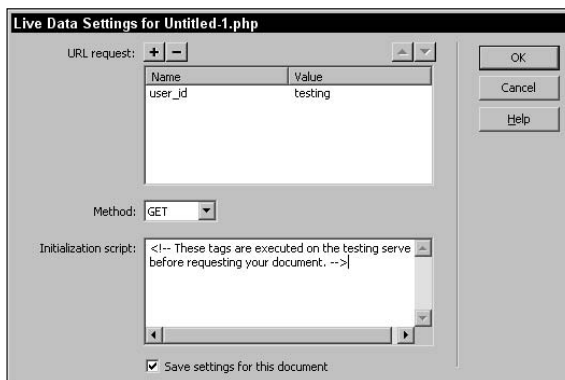 Live Data Settings for Untitled-1.php
URL request:
Name Value
user_id testing
OK
Cancel
Help
Method: GET
Initialization script: <!-- These tags are executed on the testing serve
before requesting your document. -->
Save settings for this document